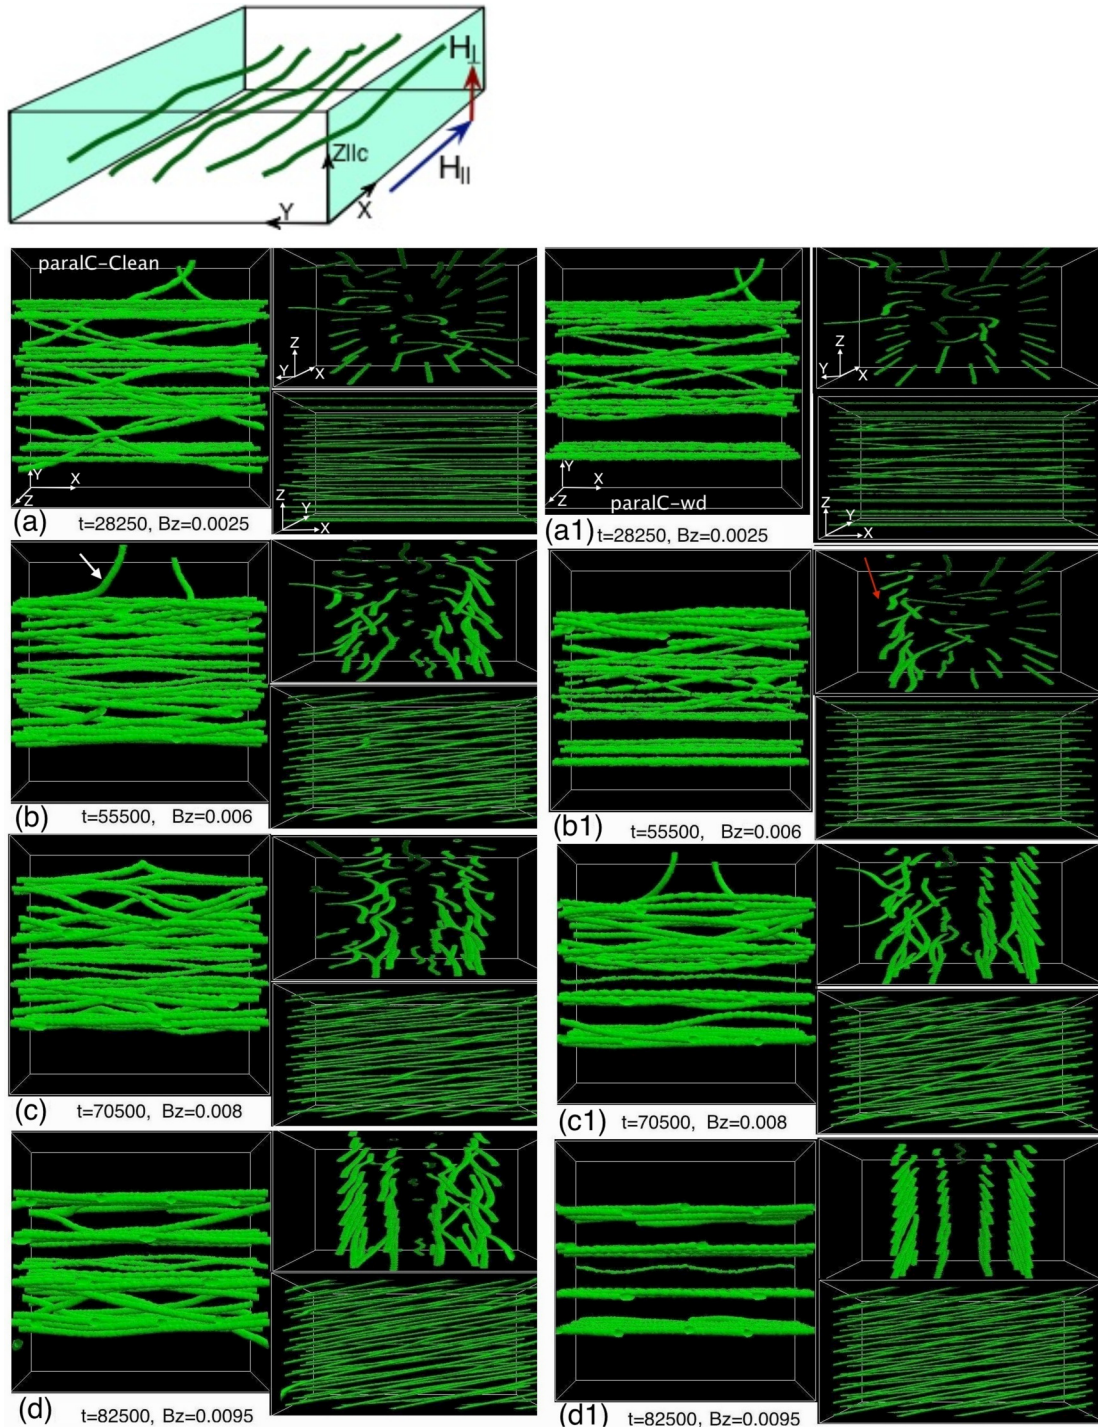 H⊥
Z||c
H||
Y
X
paralC-Clean
Z
Y
X
Y
X
Z
Z
Y
X
(a)
t=28250, Bz=0.0025
Z
Y
X
Y
X
Z
paralC-wd
Z
Y
X
(a1)
t=28250, Bz=0.0025
(b)
t=55500, Bz=0.006
(b1)
t=55500, Bz=0.006
(c)
t=70500, Bz=0.008
(c1)
t=70500, Bz=0.008
(d)
t=82500, Bz=0.0095
(d1)
t=82500, Bz=0.0095